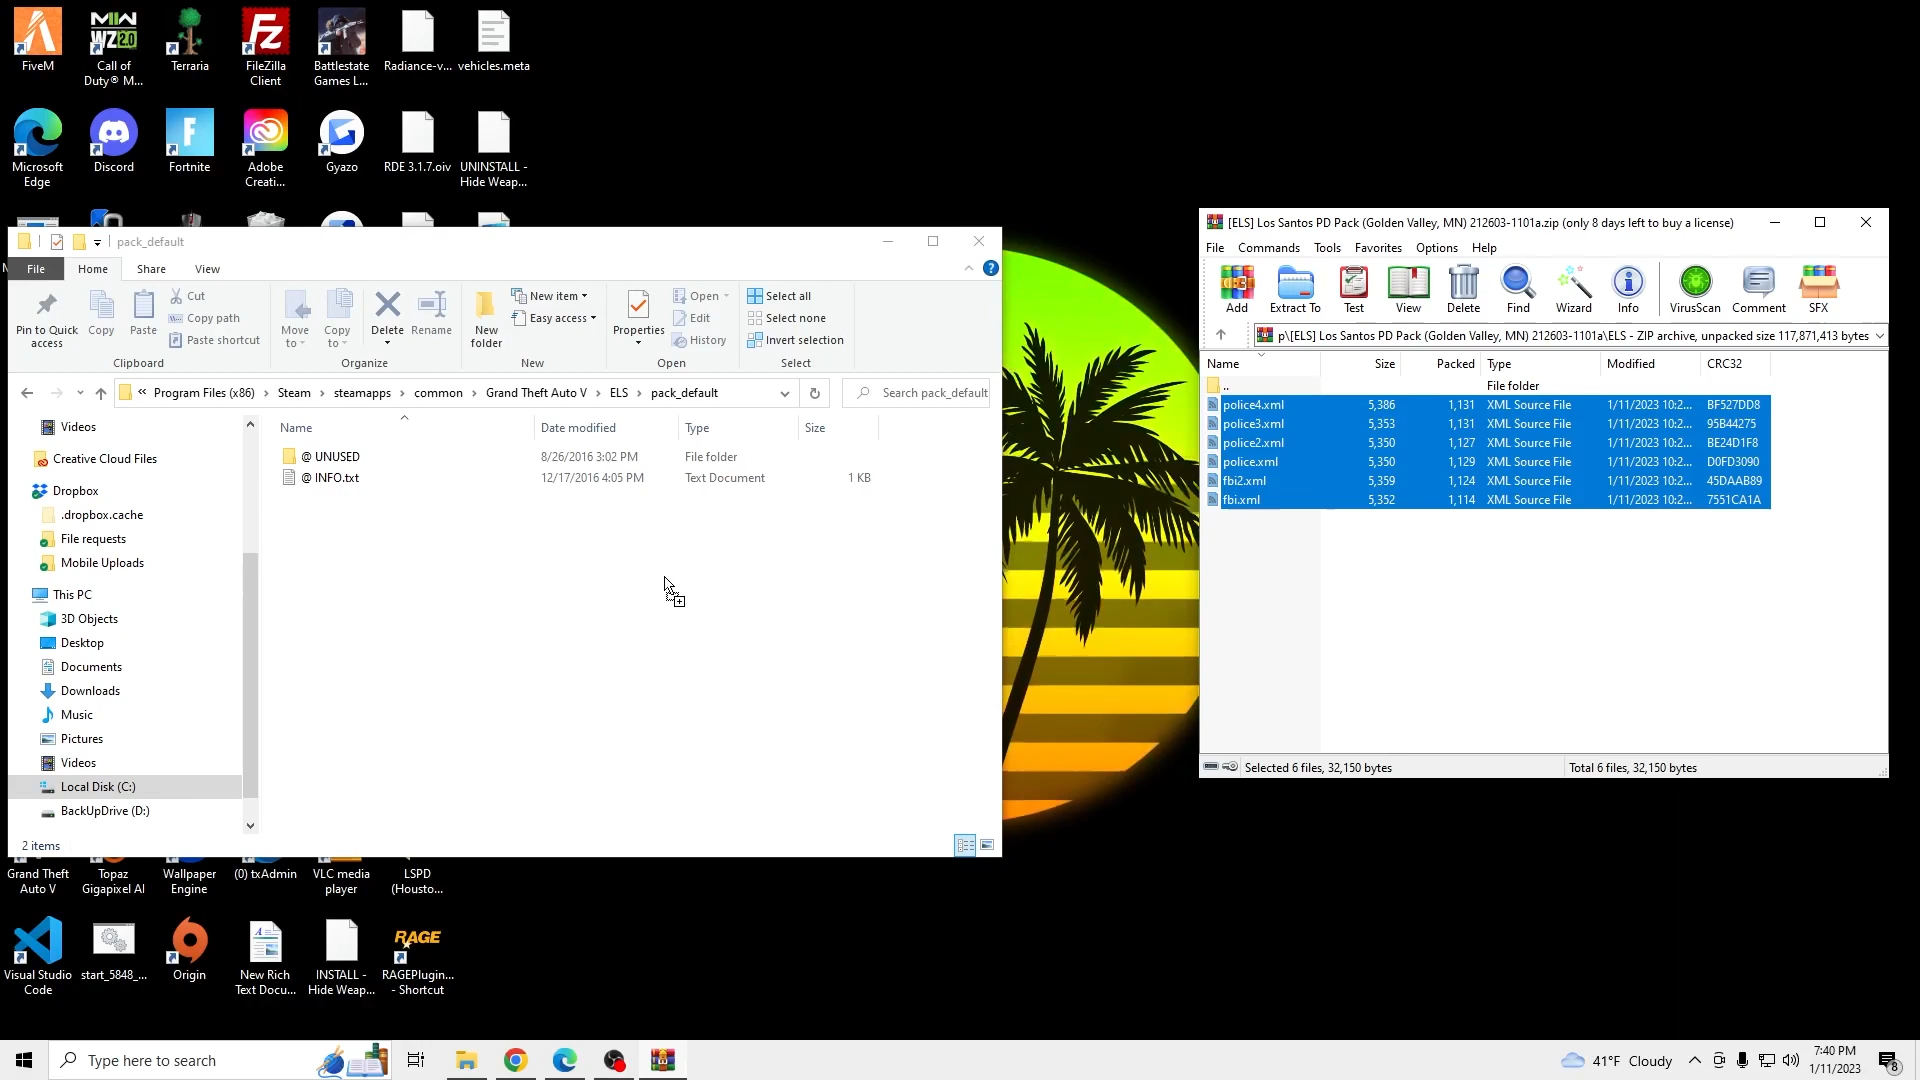 FiveM
Call of
Duty® M...
Terraria
FileZilla
Client
Battlestate
Games L...
Radiance-v...
vehicles.meta
Microsoft
Edge
Discord
Fortnite
Adobe
Creati...
Gyazo
RDE 3.1.7.oiv
UNINSTALL -
Hide Weap...
pack_default
File
Home
Share
View
Pin to Quick
access
Copy
Paste
Cut
Copy path
Paste shortcut
Clipboard
Move
to
Copy
to
Delete
Rename
Organize
New
folder
New item
Easy access
New
Properties
Open
Edit
History
Open
Select all
Select none
Invert selection
Select
« Program Files (x86) › Steam › steamapps › common › Grand Theft Auto V › ELS › pack_default
Search pack_default
Name
Date modified
Type
Size
@ UNUSED
8/26/2016 3:02 PM
File folder
@ INFO.txt
12/17/2016 4:05 PM
Text Document
1 KB
Videos
Creative Cloud Files
Dropbox
.dropbox.cache
File requests
Mobile Uploads
This PC
3D Objects
Desktop
Documents
Downloads
Music
Pictures
Videos
Local Disk (C:)
BackUpDrive (D:)
2 items
[ELS] Los Santos PD Pack (Golden Valley, MN) 212603-1101a.zip (only 8 days left to buy a license)
File Commands Tools Favorites Options Help
Add
Extract To
Test
View
Delete
Find
Wizard
Info
VirusScan
Comment
SFX
p\[ELS] Los Santos PD Pack (Golden Valley, MN) 212603-1101a\ELS - ZIP archive, unpacked size 117,871,413 bytes
Name Size Packed Type Modified CRC32
.. File folder
police4.xml 5,386 1,131 XML Source File 1/11/2023 10:2... BF527DD8
police3.xml 5,353 1,131 XML Source File 1/11/2023 10:2... 95B44275
police2.xml 5,350 1,127 XML Source File 1/11/2023 10:2... BE24D1F8
police.xml 5,350 1,129 XML Source File 1/11/2023 10:2... D0FD3090
fbi2.xml 5,359 1,124 XML Source File 1/11/2023 10:2... 45DAAB89
fbi.xml 5,352 1,114 XML Source File 1/11/2023 10:2... 7551CA1A
Selected 6 files, 32,150 bytes
Total 6 files, 32,150 bytes
Grand Theft
Auto V
Topaz
Gigapixel AI
Wallpaper
Engine
(0) txAdmin
VLC media
player
LSPD
(Housto...
Visual Studio
Code
start_5848_...
Origin
New Rich
Text Docu...
INSTALL -
Hide Weap...
RAGE
RAGEPlugin...
- Shortcut
Type here to search
41°F Cloudy
7:40 PM
1/11/2023
8